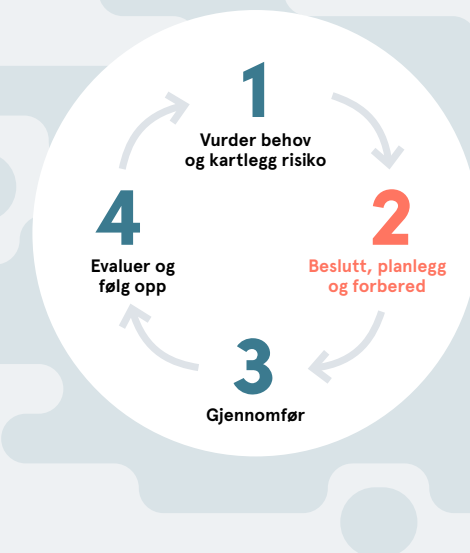 1
Vurder behov
og kartlegg risiko
2
Beslutt, planlegg
og forbered
3
Gjennomfør
4
Evaluer og
følg opp